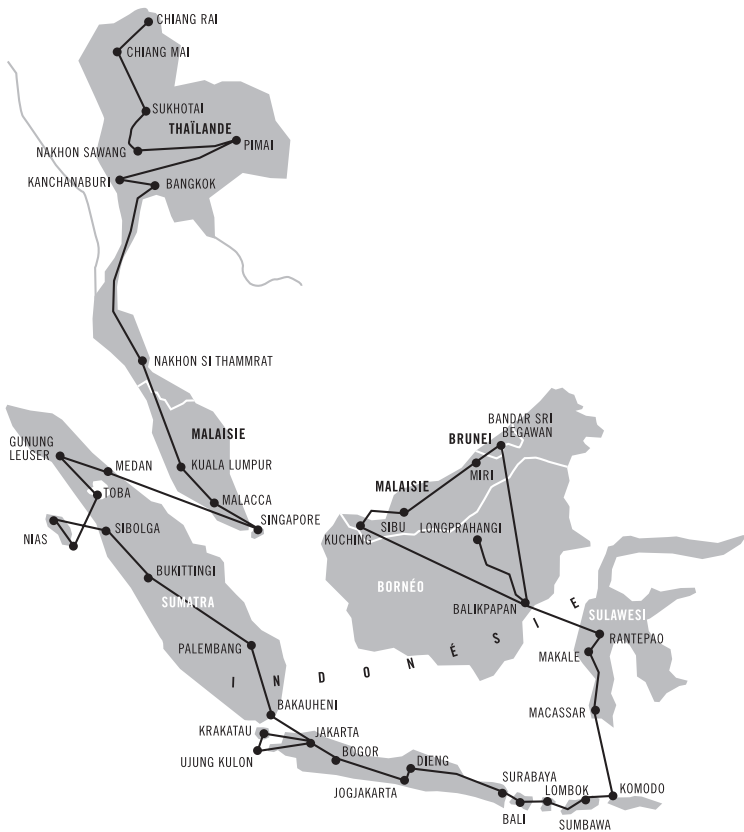 CHIANG RAI
CHIANG MAI
SUKHOTAI
THAÏLANDE
PIMAI
NAKHON SAWANG
KANCHANABURI
BANGKOK
NAKHON SI THAMMRAT
MALAISIE
GUNUNG
LEUSER
MEDAN
KUALA LUMPUR
TOBA
MALACCA
SINGAPORE
NIAS
SIBOLGA
BUKITTINGI
SUMATRA
PALEMBANG
BANDAR SRI
BEGAWAN
BRUNEI
MIRI
MALAISIE
SIBU
KUCHING
LONGPRAHANGI
BORNÉO
BALIKPAPAN
SULAWESI
RANTEPAO
MAKALE
INDONÉSIE
MACASSAR
BAKAUHENI
KRAKATAU
JAKARTA
UJUNG KULON
BOGOR
DIENG
JOGJAKARTA
SURABAYA
LOMBOK
KOMODO
BALI
SUMBAWA